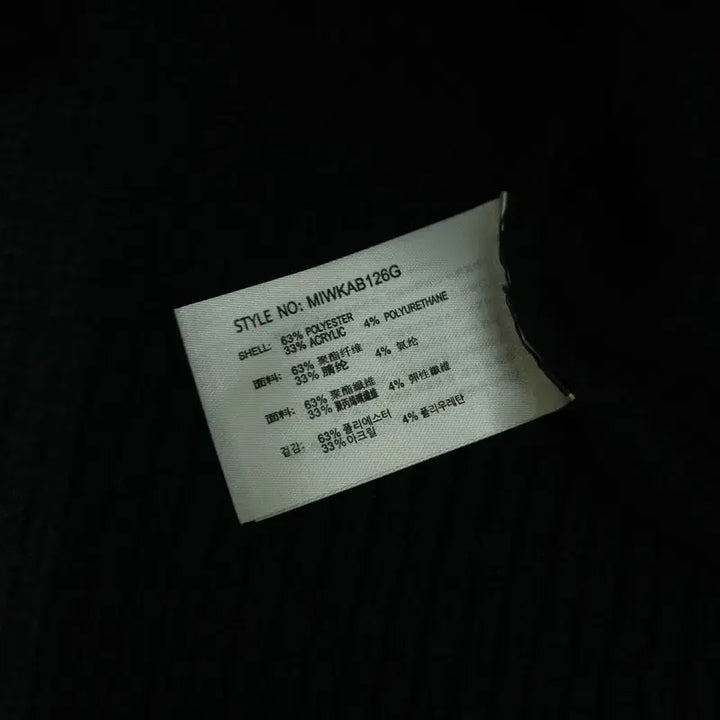 STYLE NO: MIWKAB126G
SHELL: 63% POLYESTER 4% POLYURETHANE
33% ACRYLIC
面料: 63% 聚酯纤维 4% 氨纶
33% 腈纶
面料: 63% 聚酯纖維 4% 彈性纖維
33% 聚丙烯腈纖維
겉감: 63% 폴리에스터 4% 폴리우레탄
33% 아크릴